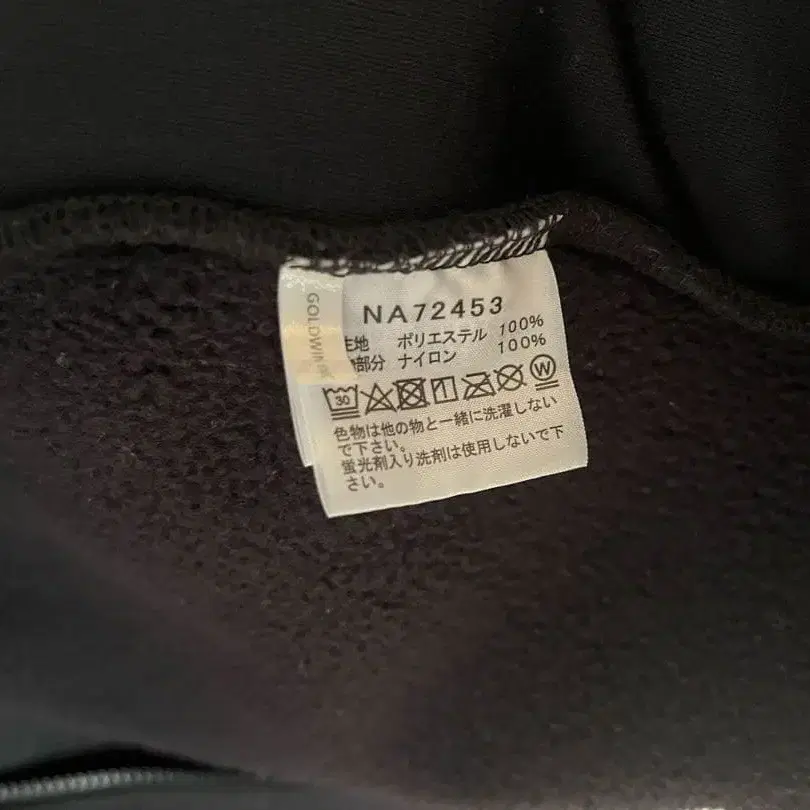 NA72453
GOLDWIN
生地 ポリエステル 100%
部分 ナイロン 100%
30 W
色物は他の物と一緒に洗濯しない
で下さい。
蛍光剤入り洗剤は使用しないで下
さい。